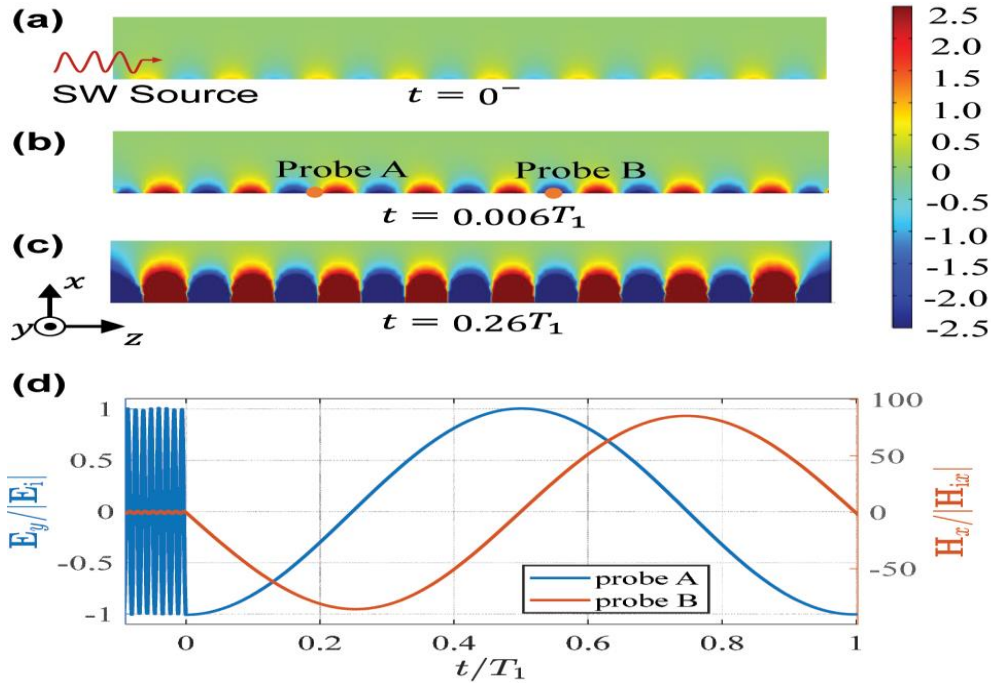 (a)
SW Source
t = 0⁻
(b)
Probe A
Probe B
t = 0.006T₁
(c)
t = 0.26T₁
x
y
z
2.5
2.0
1.5
1.0
0.5
0
-0.5
-1.0
-1.5
-2.0
-2.5
(d)
E_y/|E_i|
1
0.5
0
-0.5
-1
100
50
0
-50
H_x/|H_ix|
probe A
probe B
0
0.2
0.4
0.6
0.8
1
t/T₁